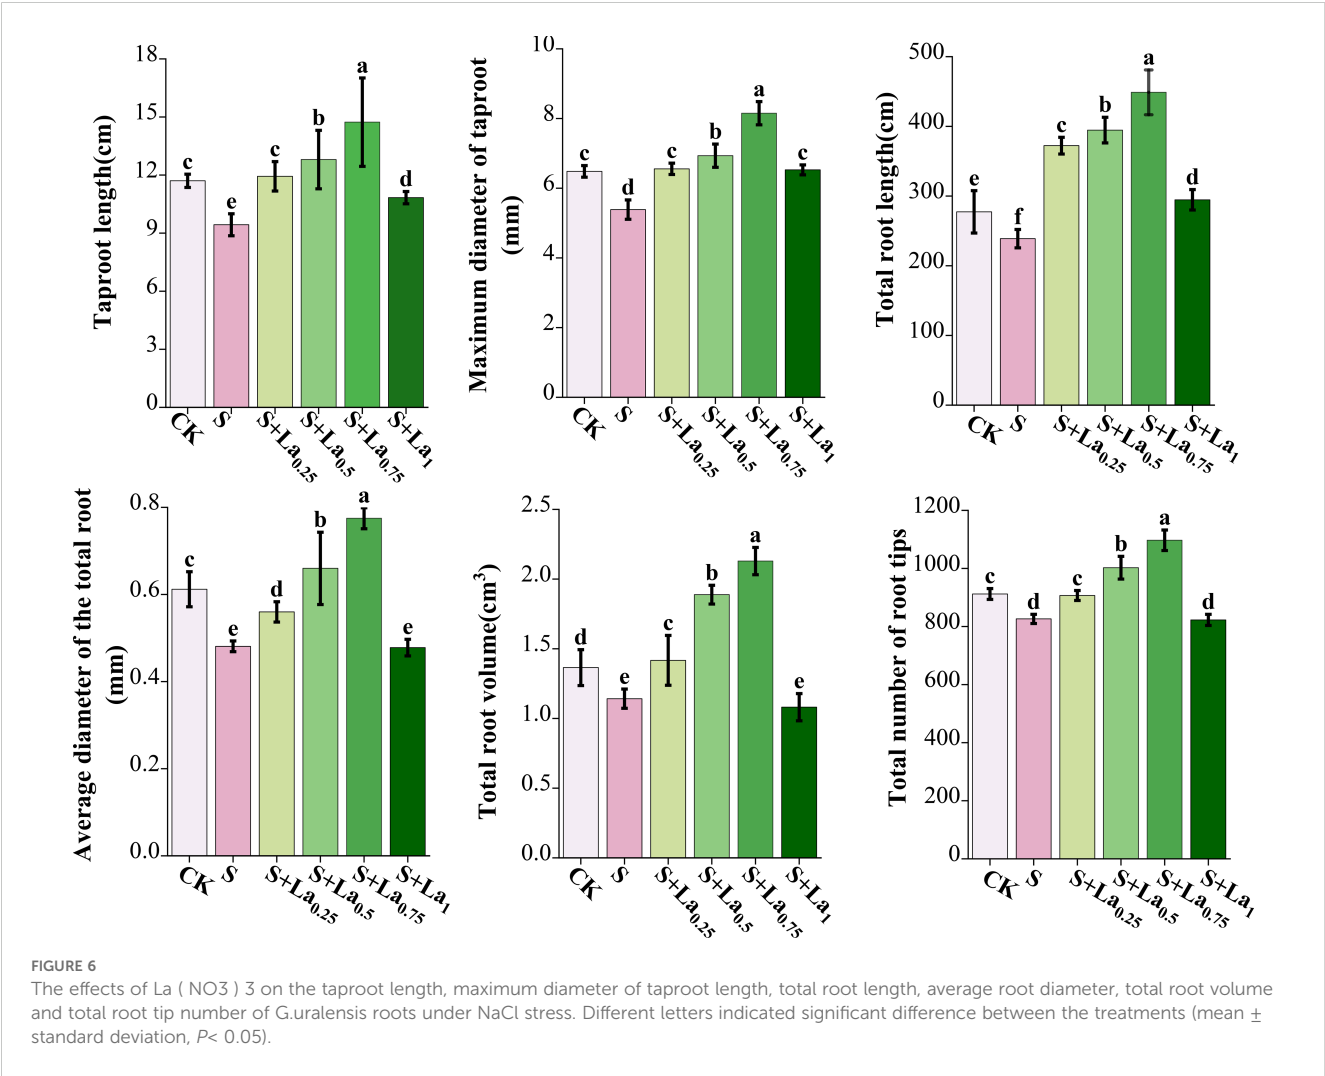 Taproot length(cm)
18
15
12
9
6
3
0
c
e
c
b
a
d
CK
S
S+La0.25
S+La0.5
S+La0.75
S+La1
Maximum diameter of taproot
(mm)
10
8
6
4
2
0
c
d
c
b
a
c
CK
S
S+La0.25
S+La0.5
S+La0.75
S+La1
Total root length(cm)
500
400
300
200
100
0
e
f
c
b
a
d
CK
S
S+La0.25
S+La0.5
S+La0.75
S+La1
Average diameter of the total root
(mm)
0.8
0.6
0.4
0.2
0.0
c
e
d
b
a
e
CK
S
S+La0.25
S+La0.5
S+La0.75
S+La1
Total root volume(cm3)
2.5
2.0
1.5
1.0
0.5
0.0
d
e
c
b
a
e
CK
S
S+La0.25
S+La0.5
S+La0.75
S+La1
Total number of root tips
1200
1000
800
600
400
200
0
c
d
c
b
a
d
CK
S
S+La0.25
S+La0.5
S+La0.75
S+La1
FIGURE 6
The effects of La ( NO3 ) 3 on the taproot length, maximum diameter of taproot length, total root length, average root diameter, total root volume
and total root tip number of G.uralensis roots under NaCl stress. Different letters indicated significant difference between the treatments (mean ±
standard deviation, P< 0.05).